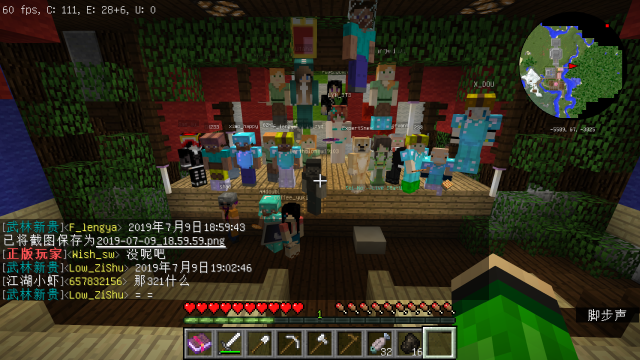 60 fps, C: 111, E: 28+6, U: 0
X_DOU
[武林新贵]<F_lengya> 2019年7月9日18:59:43
已将截图保存为2019-07-09_18.59.59.png
[正版玩家]<Wish_sw> 没呢吧
[武林新贵]<Low_ZiShu> 2019年7月9日19:02:46
[江湖小虾]<657832156> 那321什么
[武林新贵]<Low_ZiShu> = =
脚步声
1
32
16